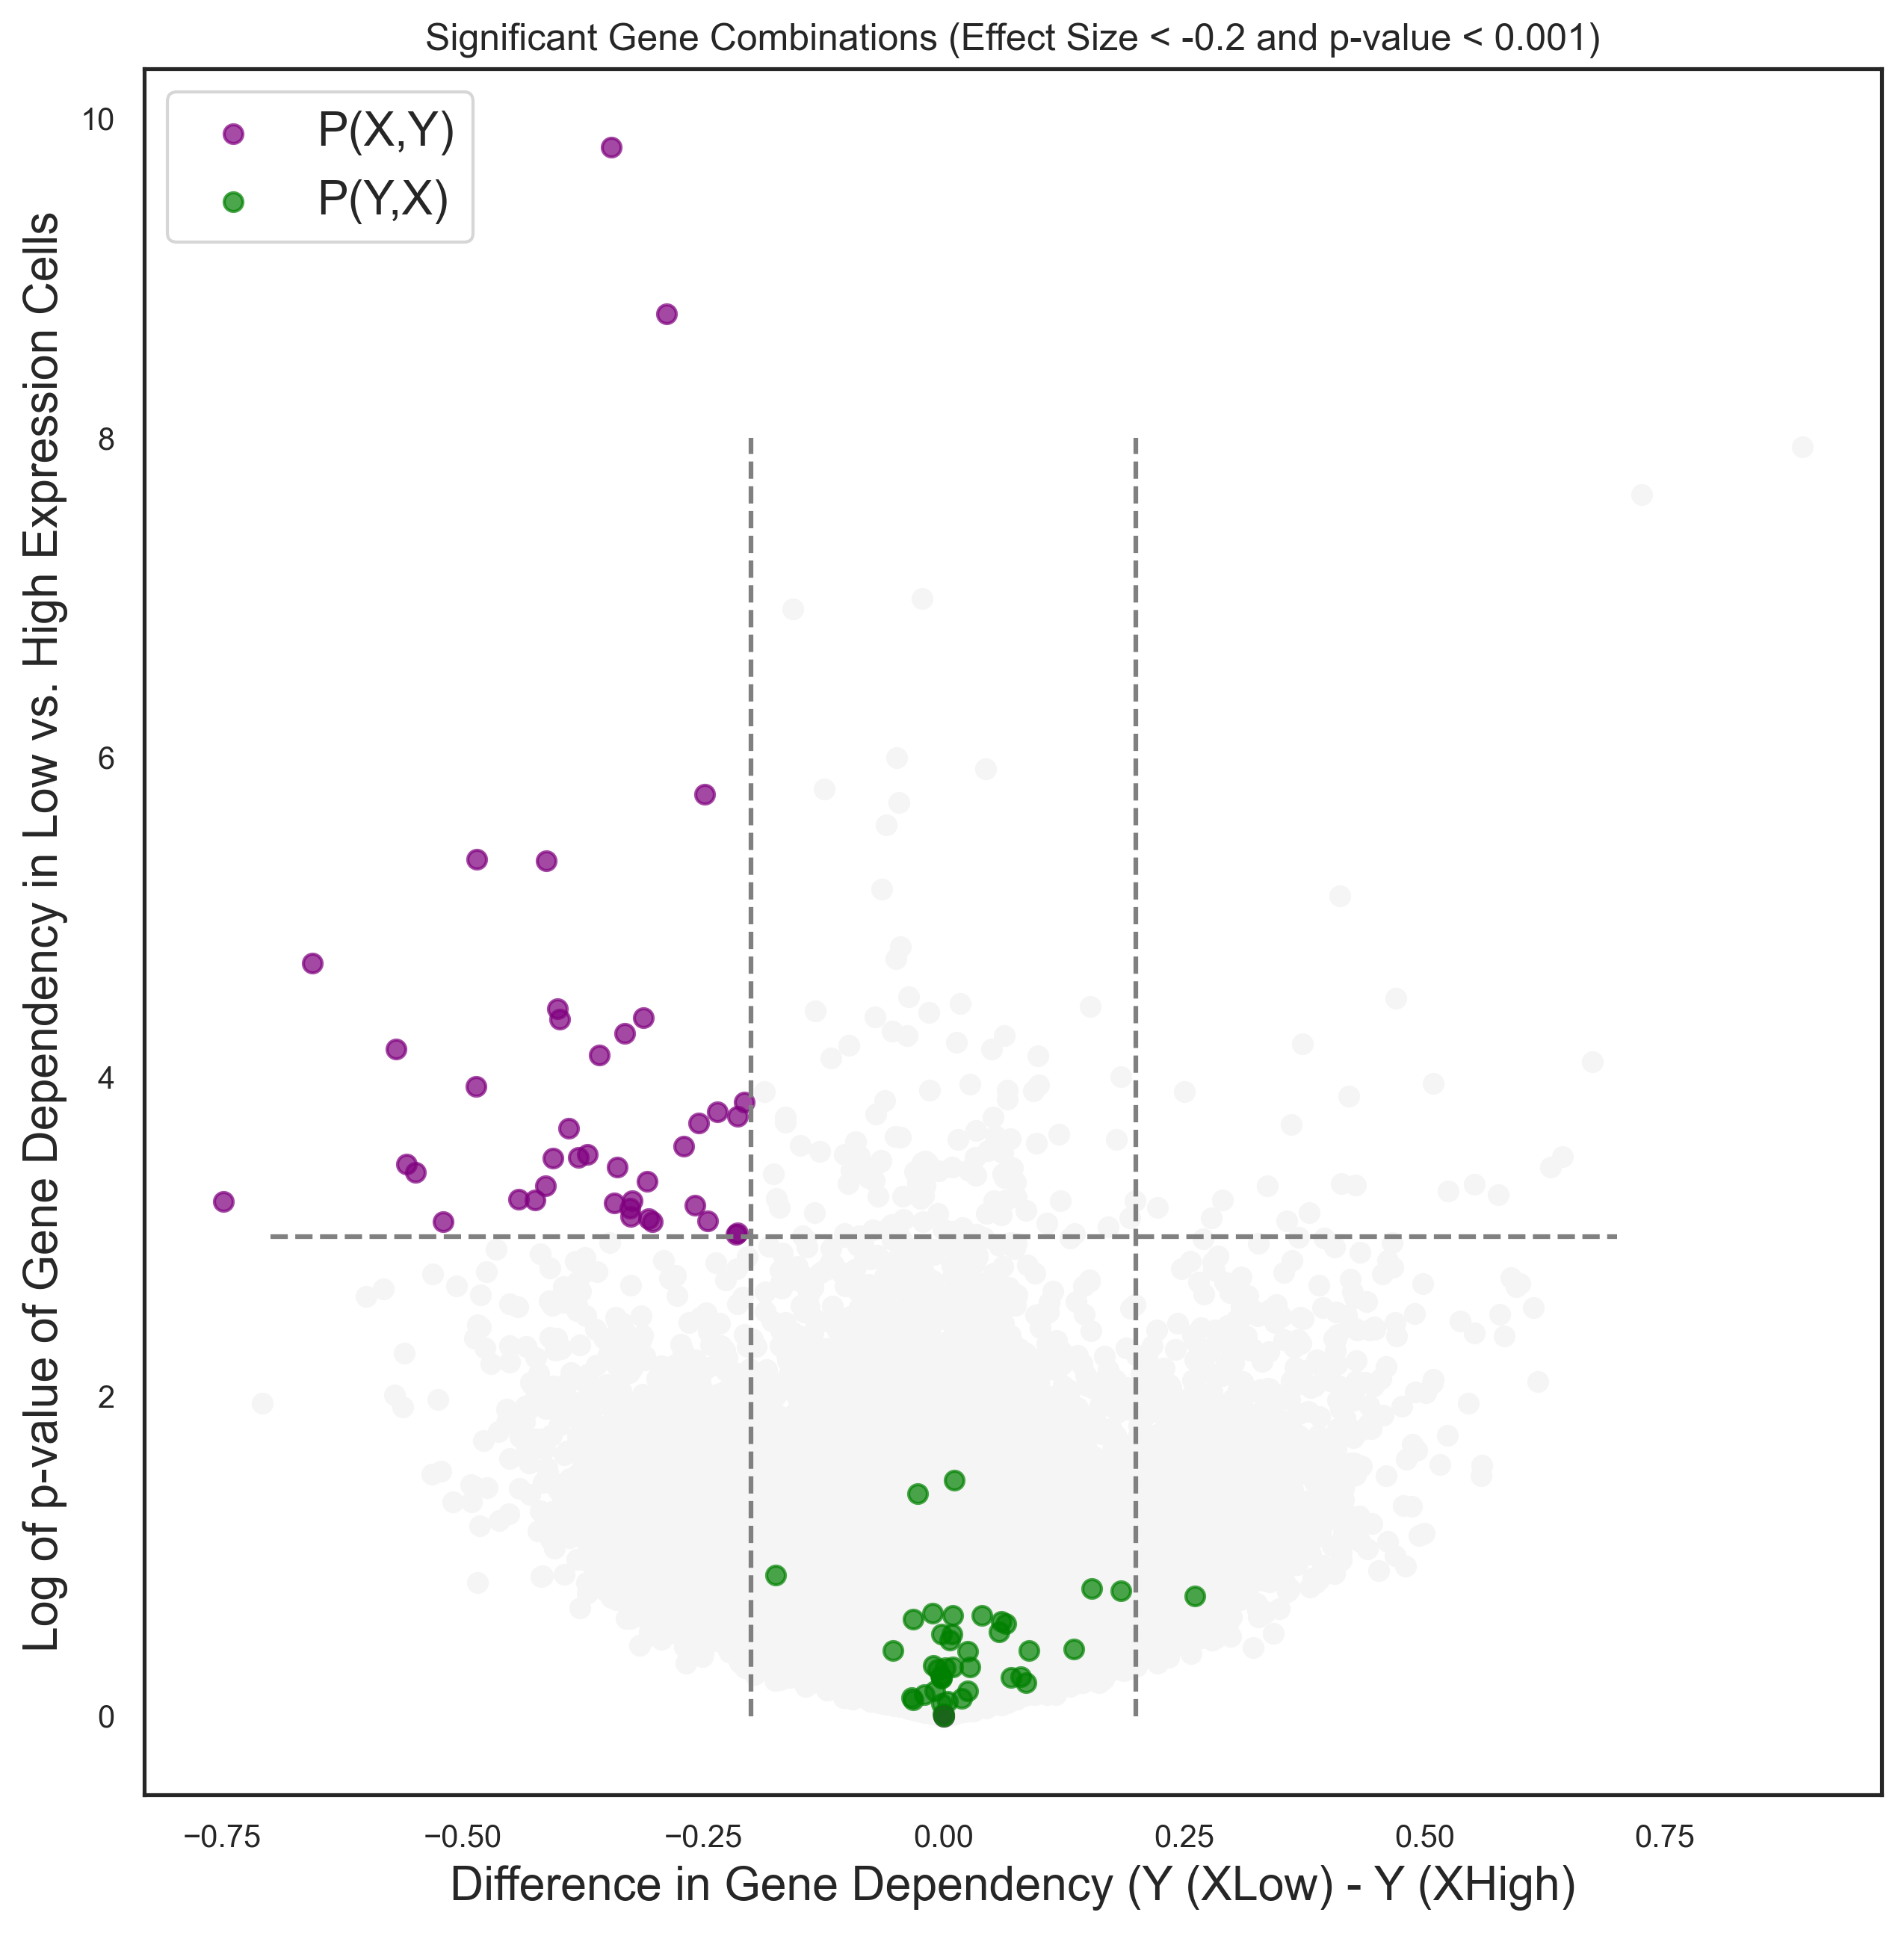 Significant Gene Combinations (Effect Size < -0.2 and p-value < 0.001)
P(X,Y)
P(Y,X)
Log of p-value of Gene Dependency in Low vs. High Expression Cells
10
8
6
4
2
0
−0.75
−0.50
−0.25
0.00
0.25
0.50
0.75
Difference in Gene Dependency (Y (XLow) - Y (XHigh)